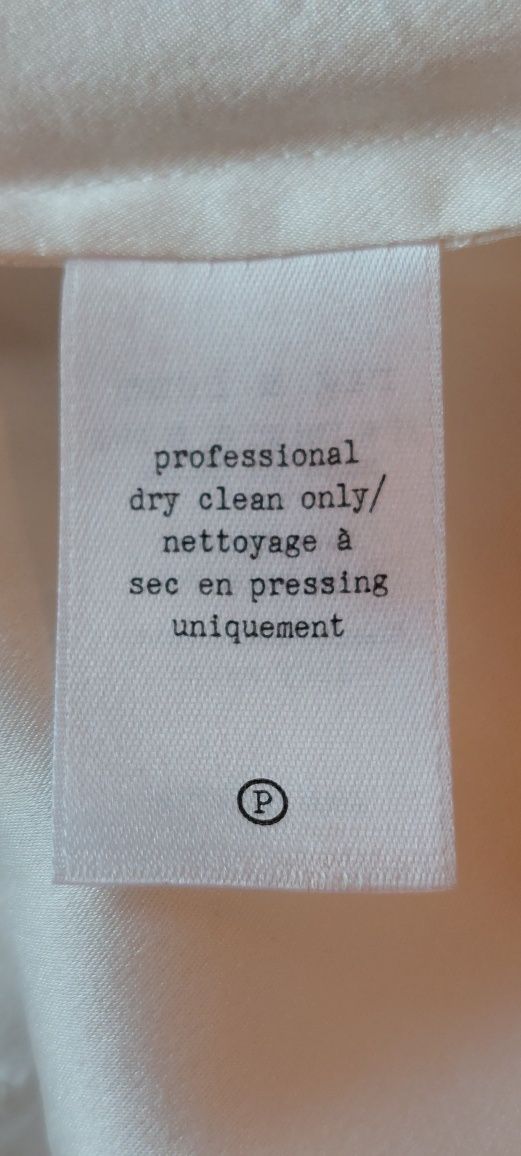 professional
dry clean only/
nettoyage à
sec en pressing
uniquement
P